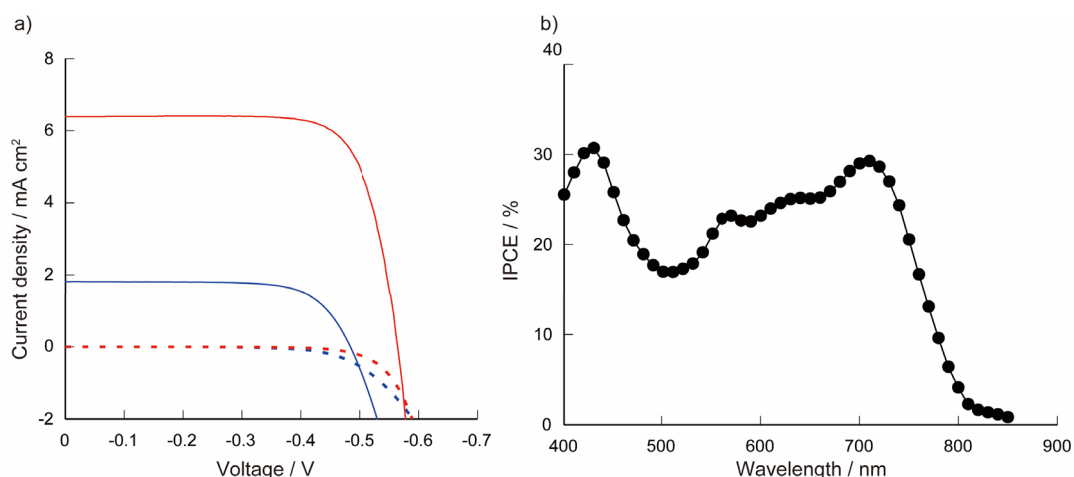 a)
8
6
4
2
0
-2
0 -0.1 -0.2 -0.3 -0.4 -0.5 -0.6 -0.7
Voltage / V
Current density / mA cm²
b)
40
30
20
10
0
400 500 600 700 800 900
Wavelength / nm
IPCE / %